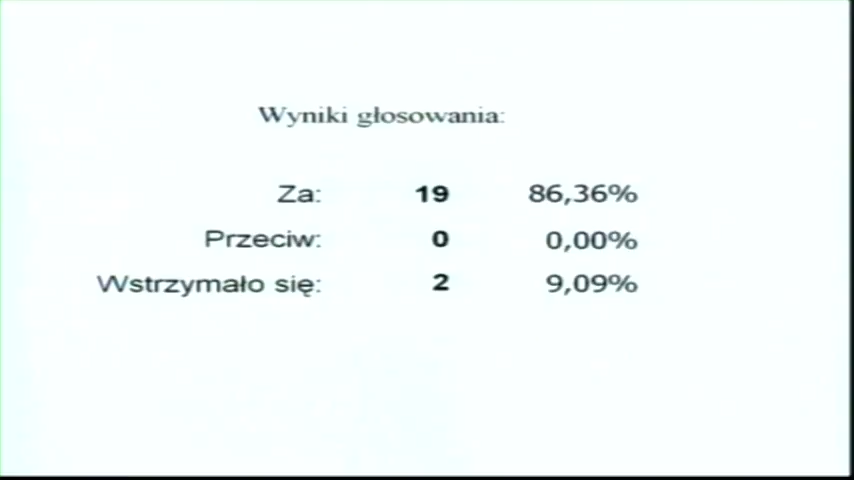 Wyniki głosowania:
Za: 19 86,36%
Przeciw: 0 0,00%
Wstrzymało się: 2 9,09%